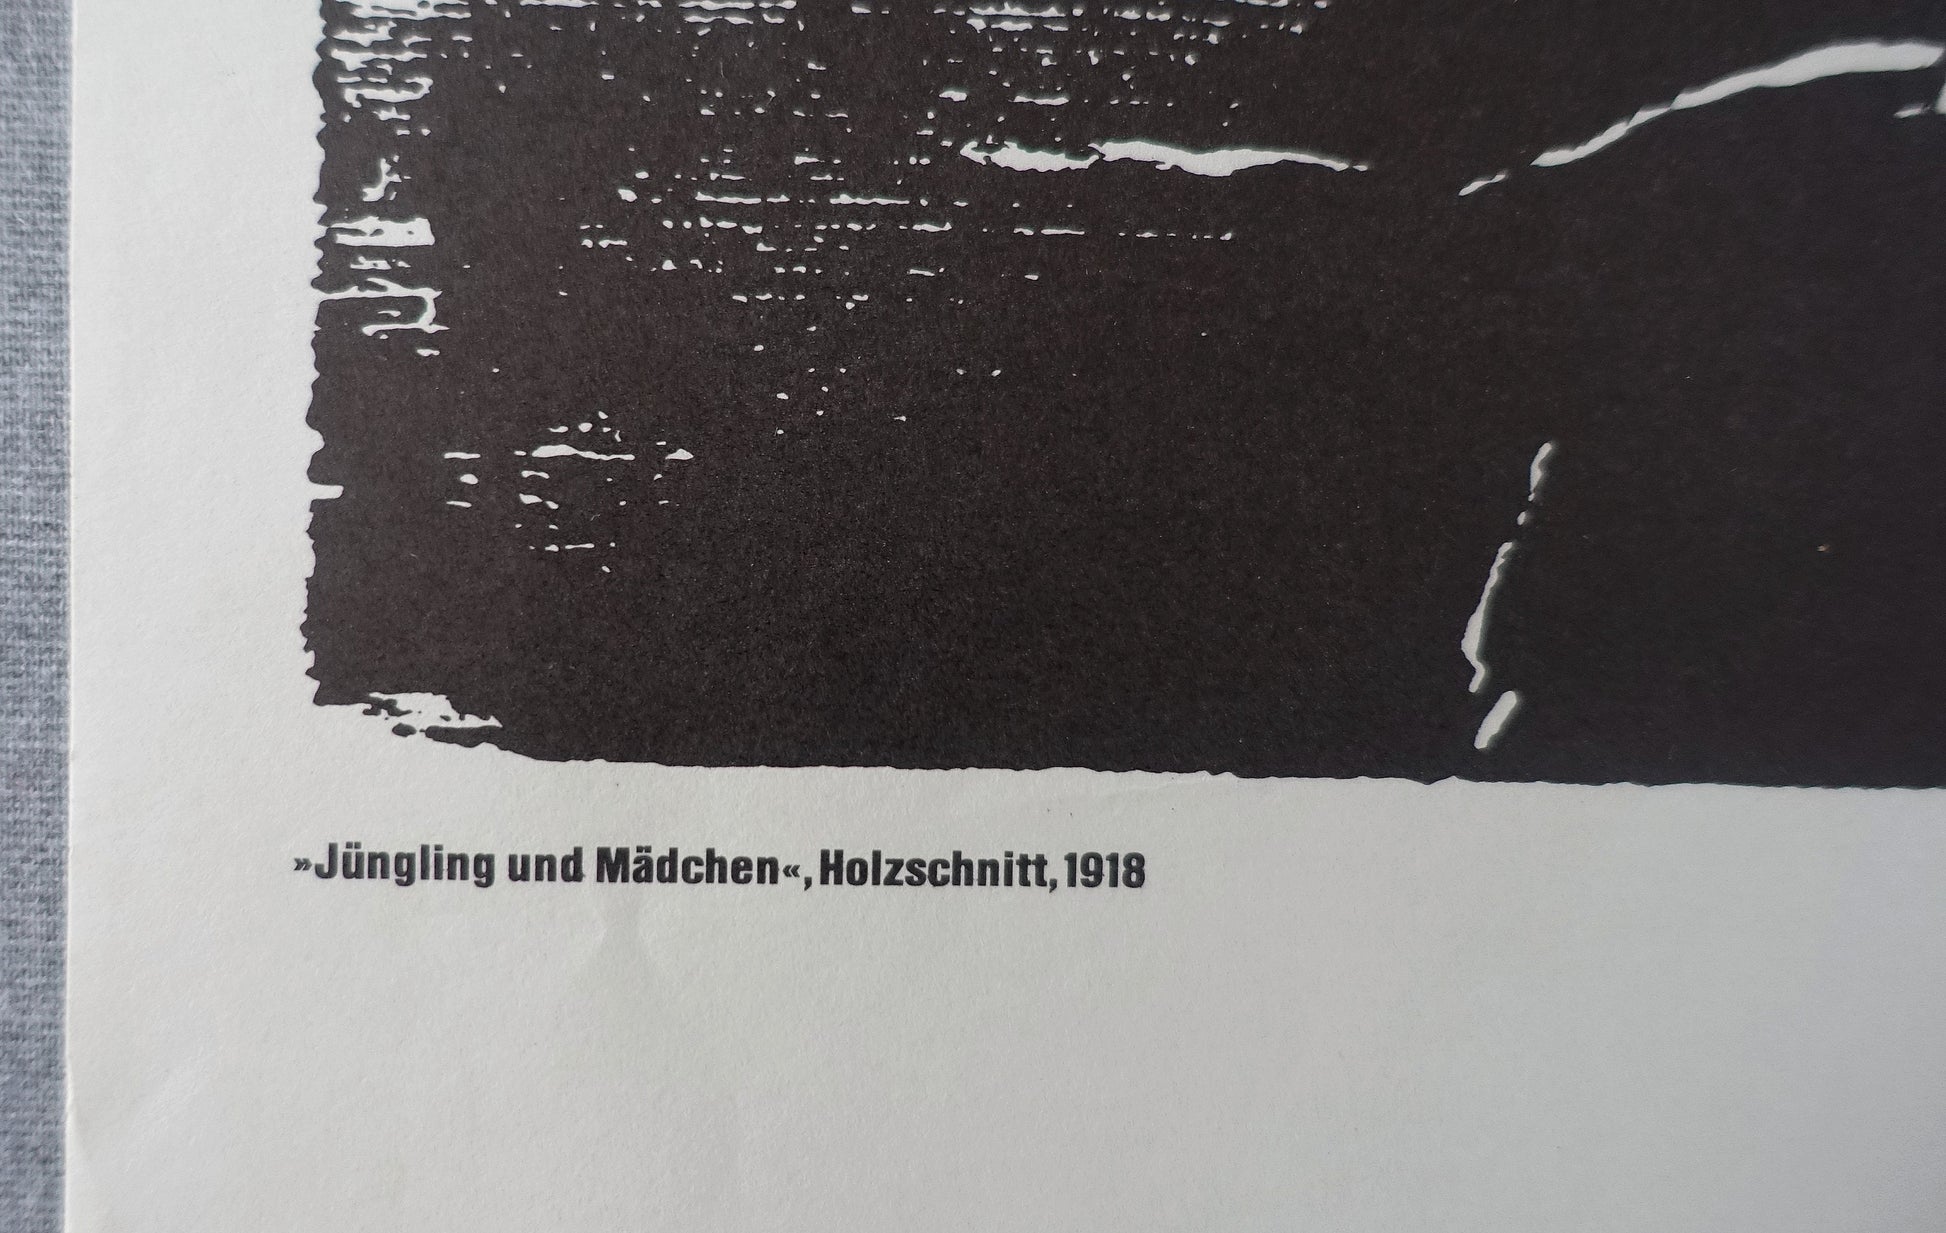 »Jüngling und Mädchen«, Holzschnitt, 1918